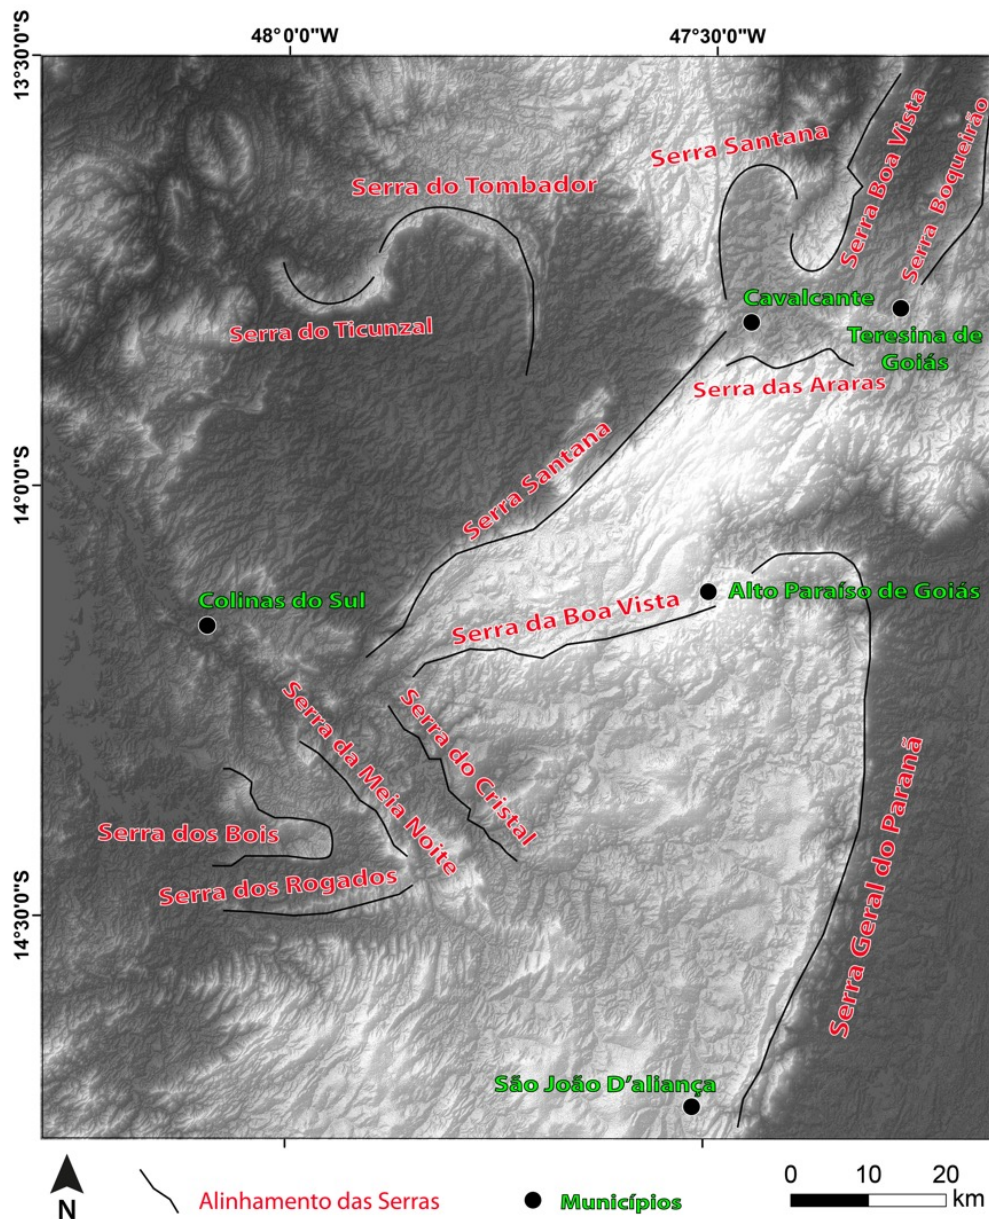 48°0'0"W
47°30'0"W
13°30'0"S
Serra Santana
Serra Boa Vista
Serra Boqueirão
Serra do Tombador
Cavalcante
Serra do Ticunzal
Teresina de
Goiás
Serra das Araras
Serra Santana
14°0'0"S
Colinas do Sul
Alto Paraíso de Goiás
Serra da Boa Vista
Serra da Meia Noite
Serra do Cristal
Serra dos Bois
Serra Geral do Paranã
Serra dos Rogados
14°30'0"S
São João D'aliança
N
Alinhamento das Serras
Municípios
0 10 20
km